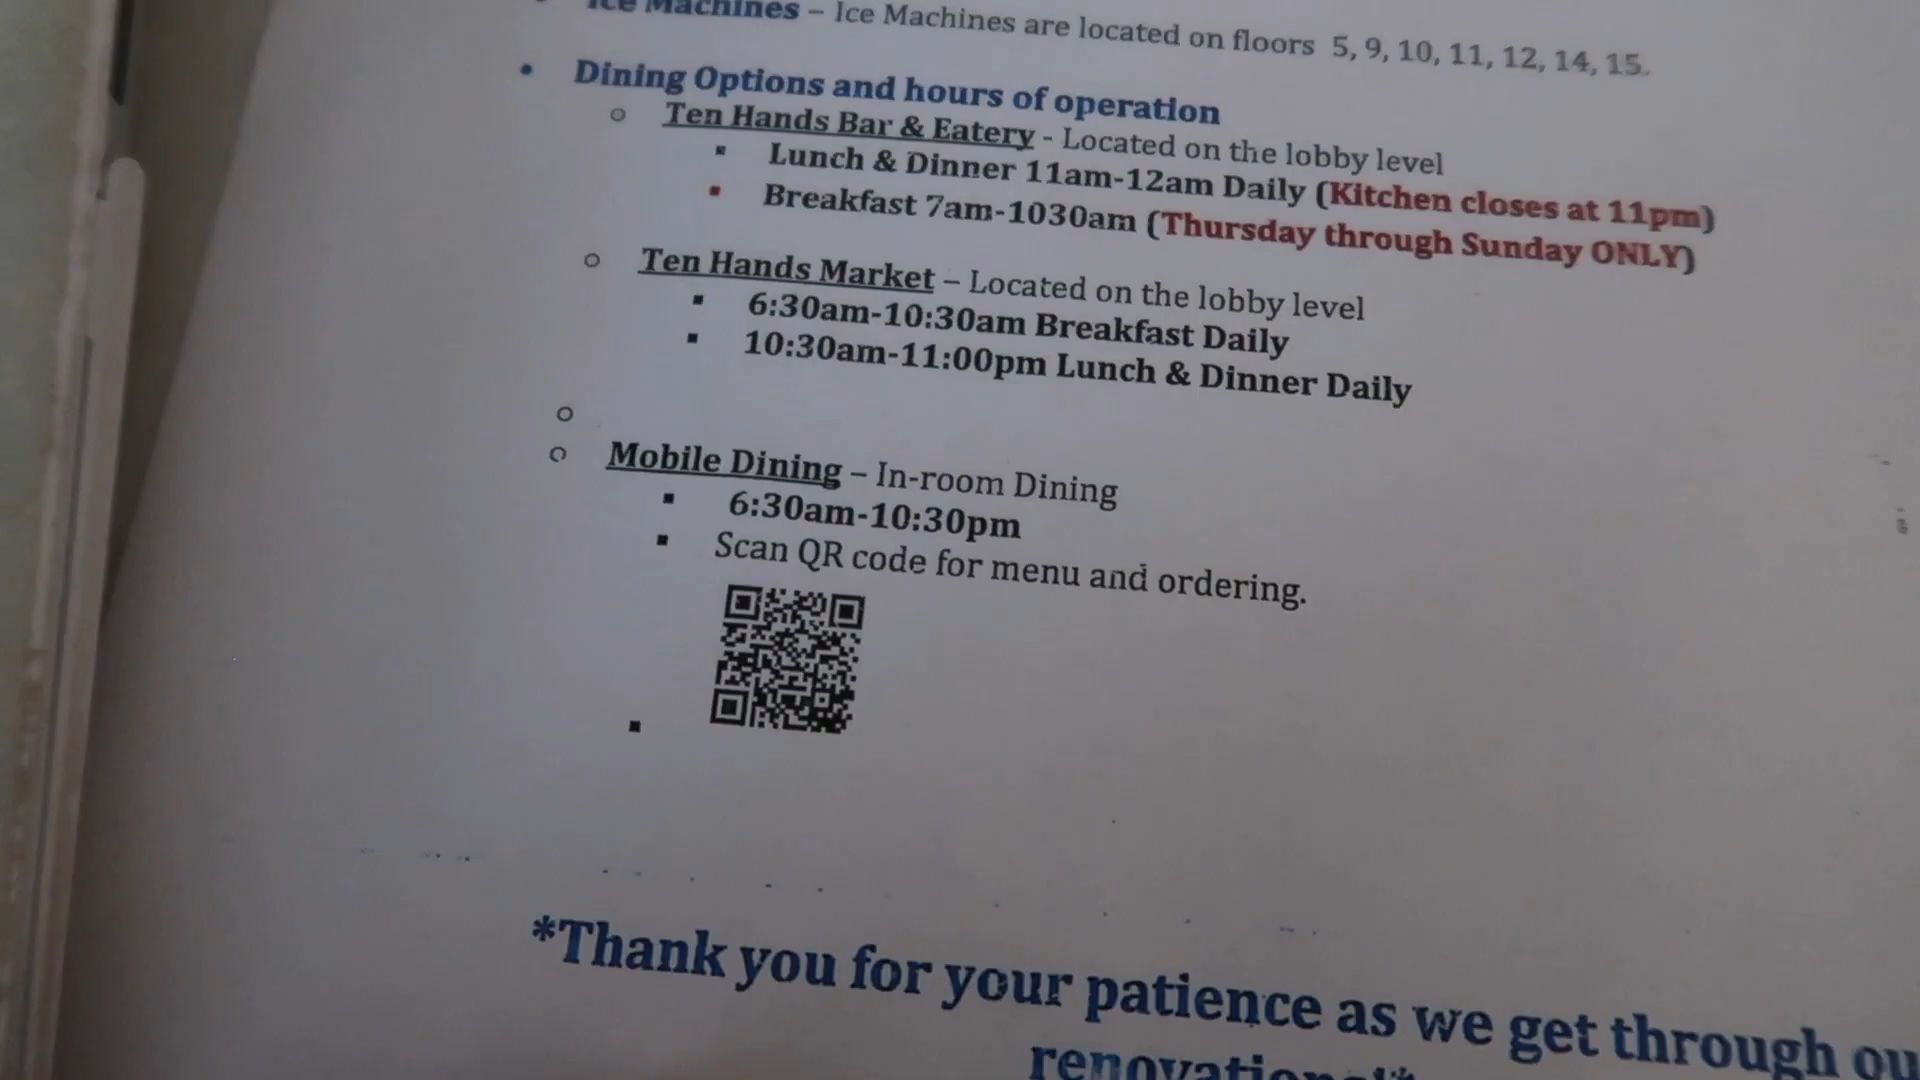 Ice Machines – Ice Machines are located on floors 5, 9, 10, 11, 12, 14, 15.
Dining Options and hours of operation
Ten Hands Bar & Eatery - Located on the lobby level
Lunch & Dinner 11am-12am Daily (Kitchen closes at 11pm)
Breakfast 7am-1030am (Thursday through Sunday ONLY)
Ten Hands Market – Located on the lobby level
6:30am-10:30am Breakfast Daily
10:30am-11:00pm Lunch & Dinner Daily
Mobile Dining – In-room Dining
6:30am-10:30pm
Scan QR code for menu and ordering.
*Thank you for your patience as we get through